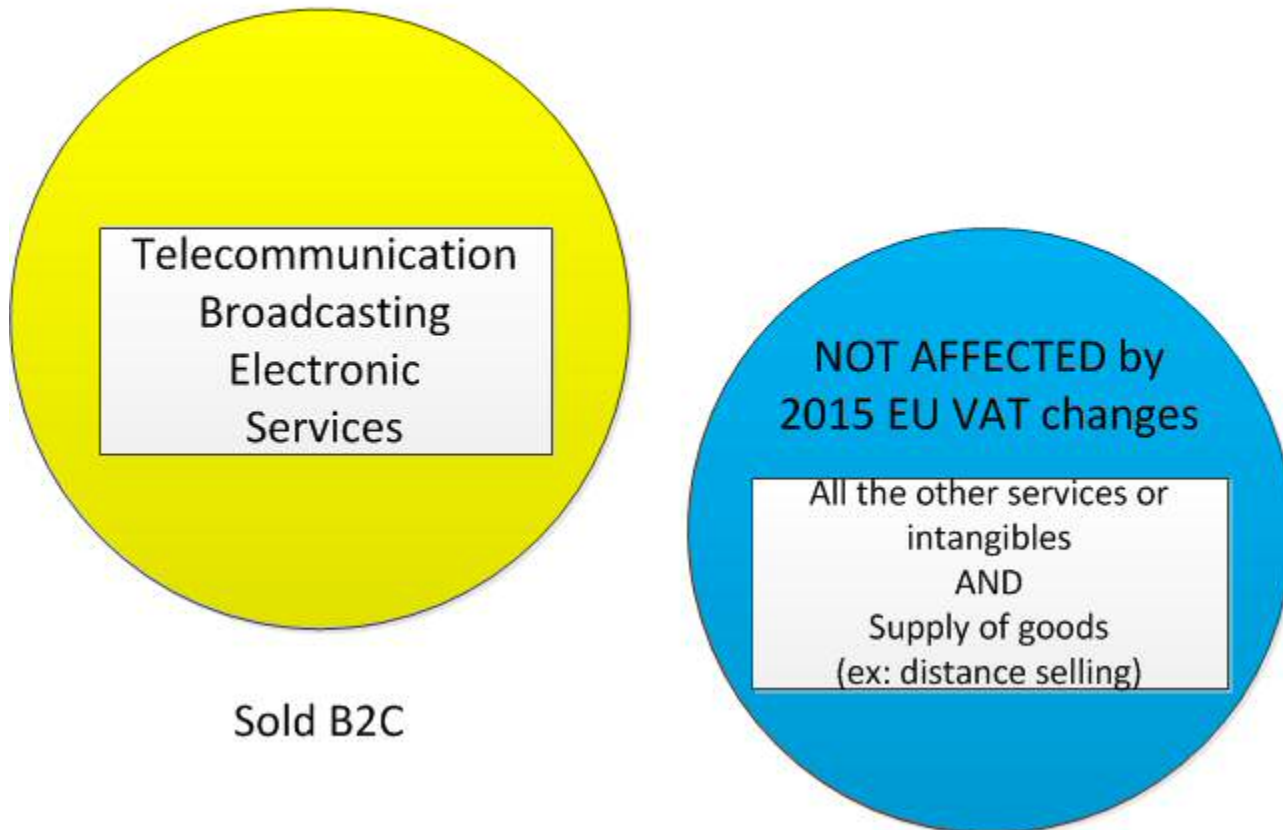 Telecommunication
Broadcasting
Electronic
Services
Sold B2C
NOT AFFECTED by
2015 EU VAT changes
All the other services or
intangibles
AND
Supply of goods
(ex: distance selling)